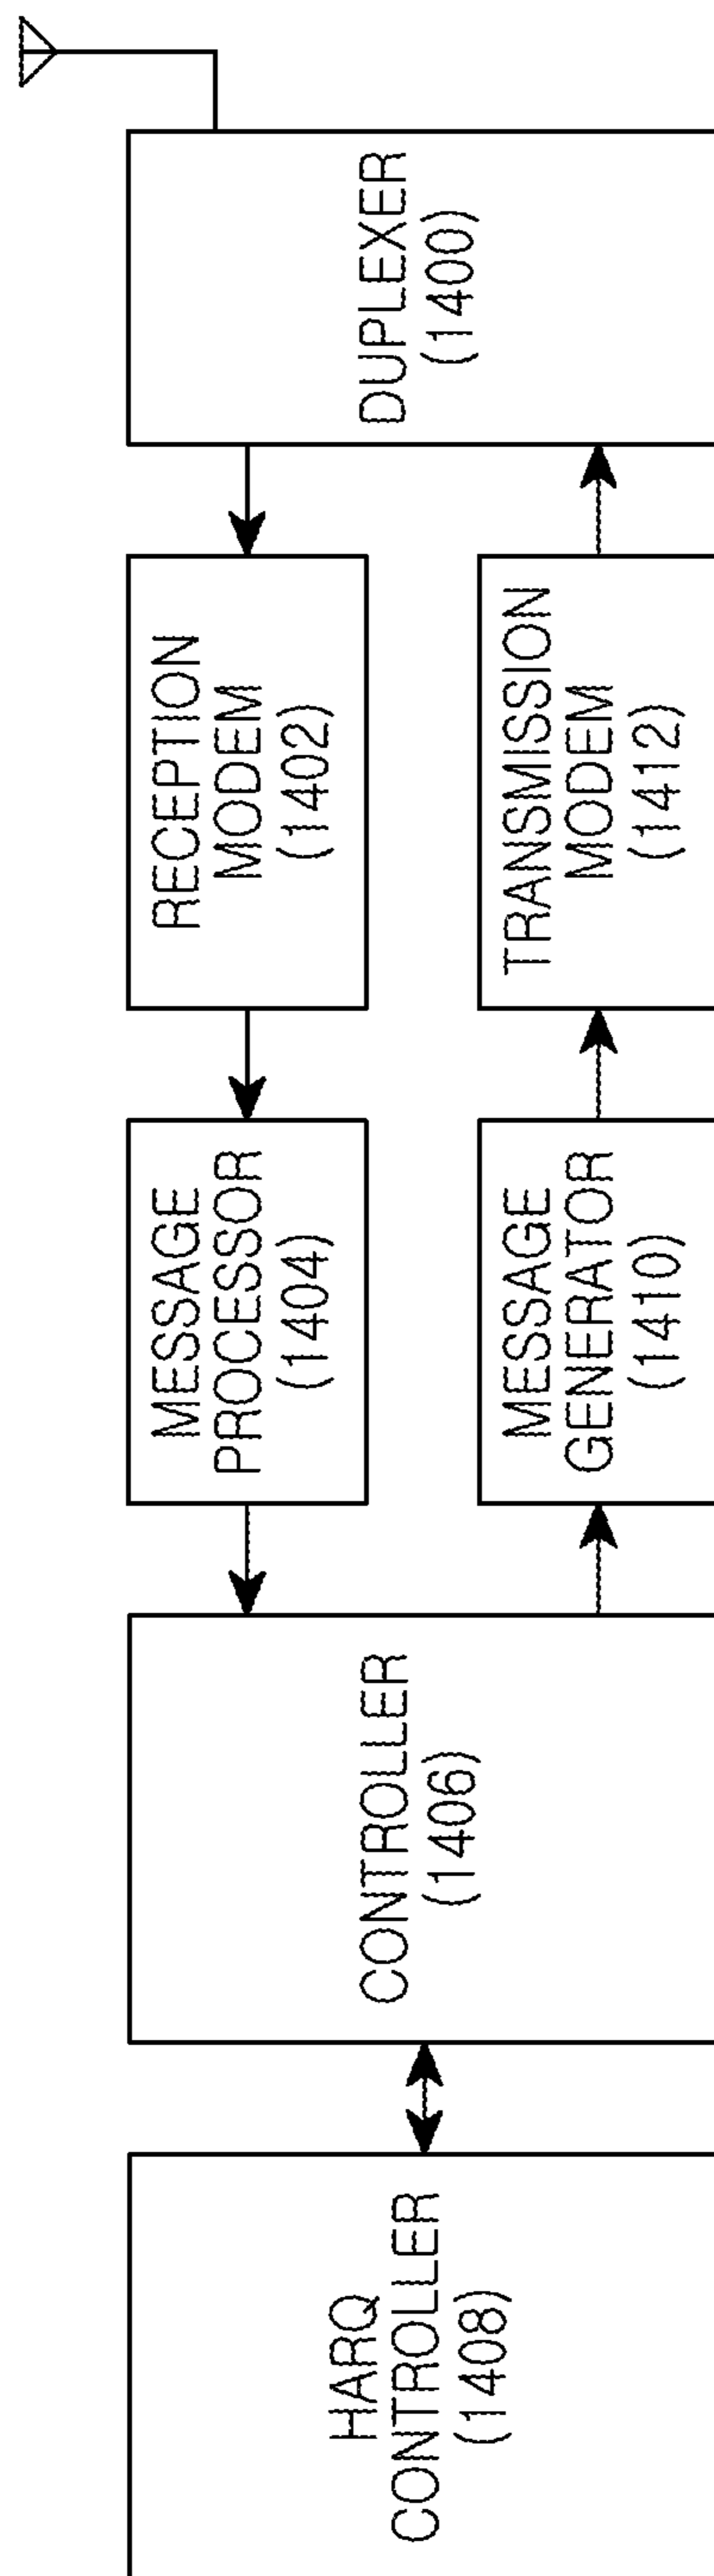 HARQ
CONTROLLER
(1408)
CONTROLLER
(1406)
MESSAGE
PROCESSOR
(1404)
RECEPTION
MODEM
(1402)
MESSAGE
GENERATOR
(1410)
TRANSMISSION
MODEM
(1412)
DUPLEXER
(1400)